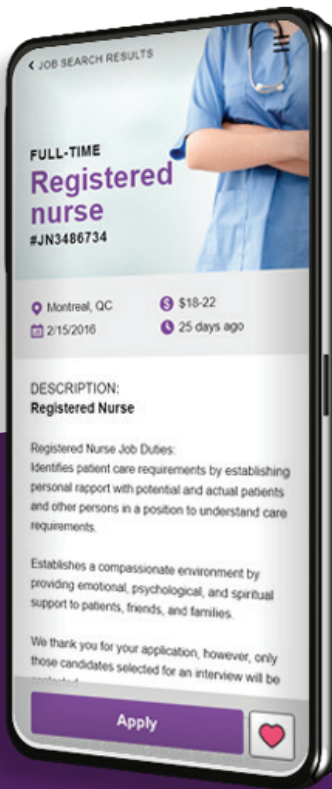 < JOB SEARCH RESULTS
FULL-TIME
Registered
nurse
#JN3486734
Montreal, QC
$18-22
2/15/2016
25 days ago
DESCRIPTION:
Registered Nurse
Registered Nurse Job Duties:
Identifies patient care requirements by establishing
personal rapport with potential and actual patients
and other persons in a position to understand care
requirements.
Establishes a compassionate environment by
providing emotional, psychological, and spiritual
support to patients, friends, and families.
We thank you for your application, however, only
those candidates selected for an interview will be
Apply